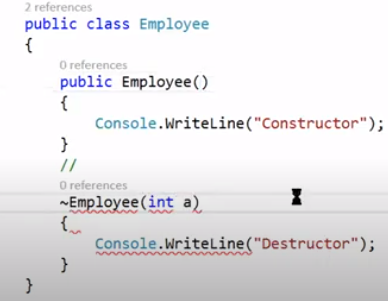 2 references
public class Employee
{
0 references
public Employee()
{
Console.WriteLine("Constructor");
}
//
0 references
~Employee(int a)
{
Console.WriteLine("Destructor");
}
}